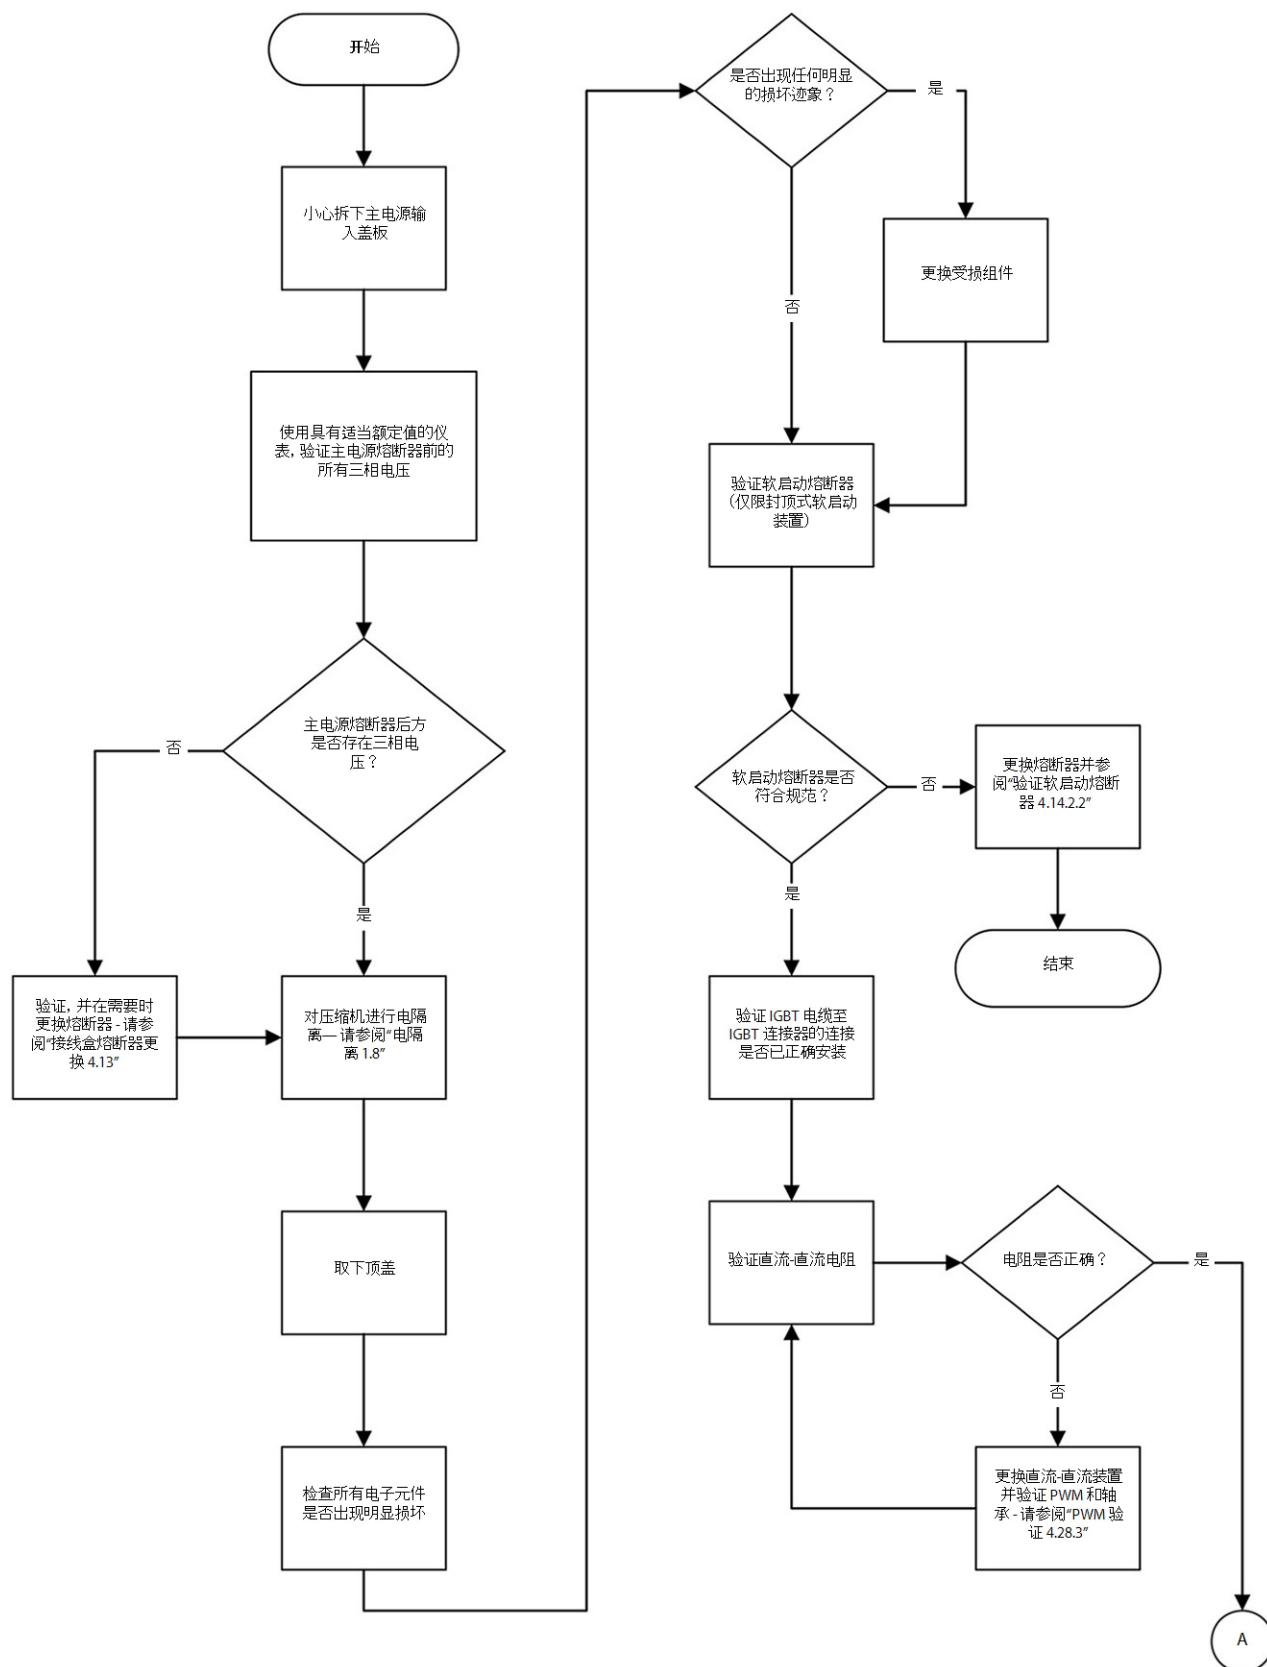 开始
小心拆下主电源输
入盖板
使用具有适当额定值的仪
表，验证主电源熔断器前的
所有三相电压
主电源熔断器后方
是否存在三相电
压？
否
是
验证，并在需要时
更换熔断器 - 请参
阅“接线盒熔断器更
换 4.13”
对压缩机进行电隔
离— 请参阅“电隔
离 1.8”
取下顶盖
检查所有电子元件
是否出现明显损坏
是否出现任何明显
的损坏迹象？
是
否
更换受损组件
验证软启动熔断器
（仅限封顶式软启动
装置）
软启动熔断器是否
符合规范？
否
是
更换熔断器并参
阅“验证软启动熔断
器 4.14.2.2”
结束
验证 IGBT 电缆至
IGBT 连接器的连接
是否已正确安装
验证直流-直流电阻
电阻是否正确？
是
否
更换直流-直流装置
并验证 PWM 和轴
承 - 请参阅“PWM 验
证 4.28.3”
A